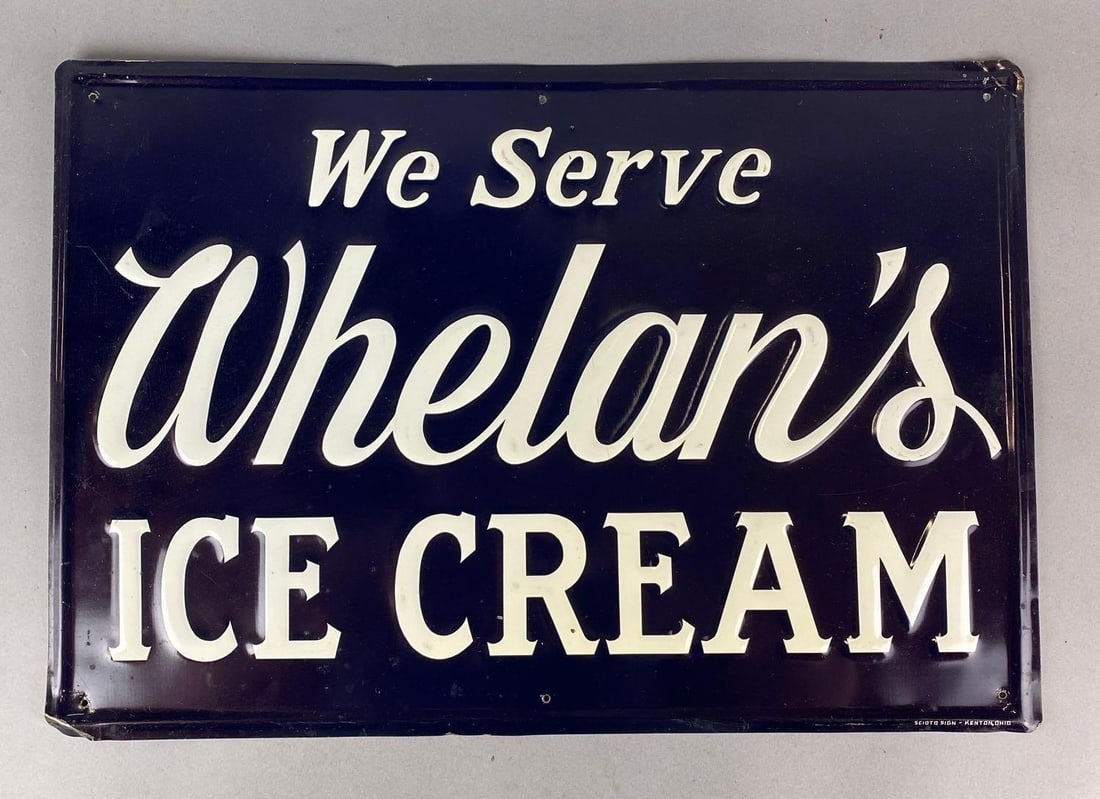 We Serve
Whelan's
ICE CREAM
SCIOTO SIGN - KENTON, OHIO